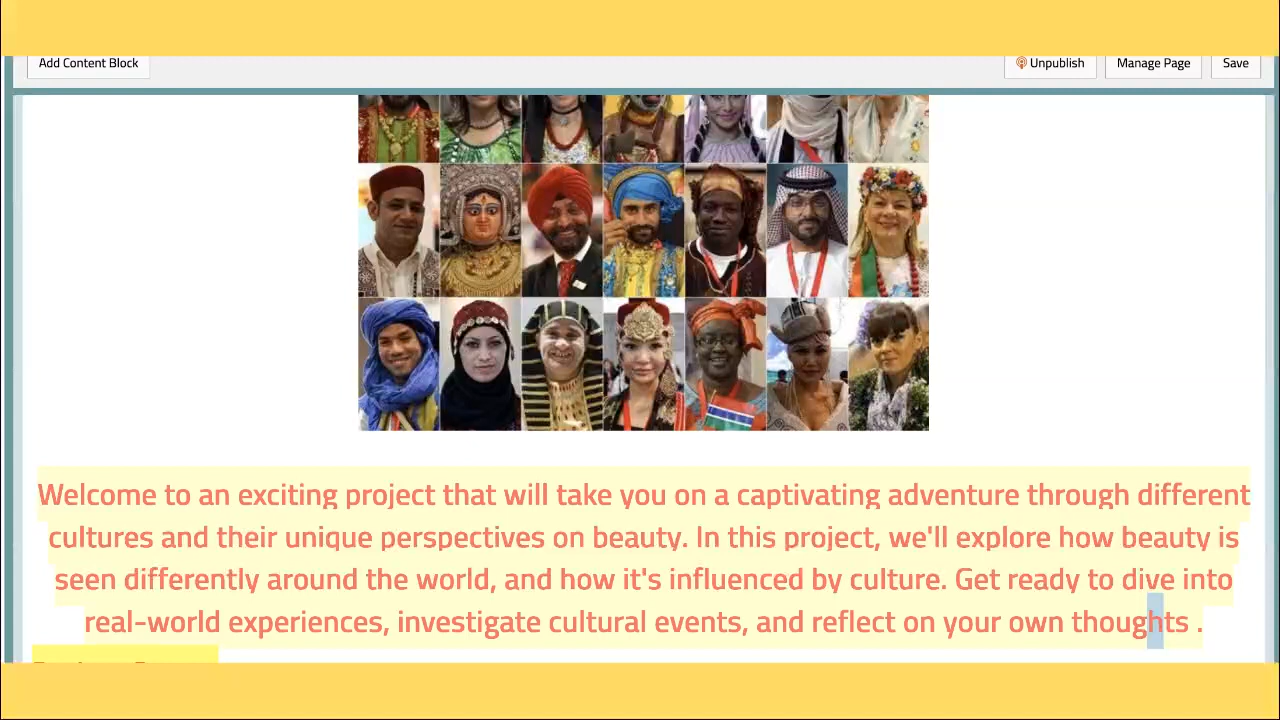 Add Content Block
Unpublish
Manage Page
Save
Welcome to an exciting project that will take you on a captivating adventure through different
cultures and their unique perspectives on beauty. In this project, we'll explore how beauty is
seen differently around the world, and how it's influenced by culture. Get ready to dive into
real-world experiences, investigate cultural events, and reflect on your own thoughts .